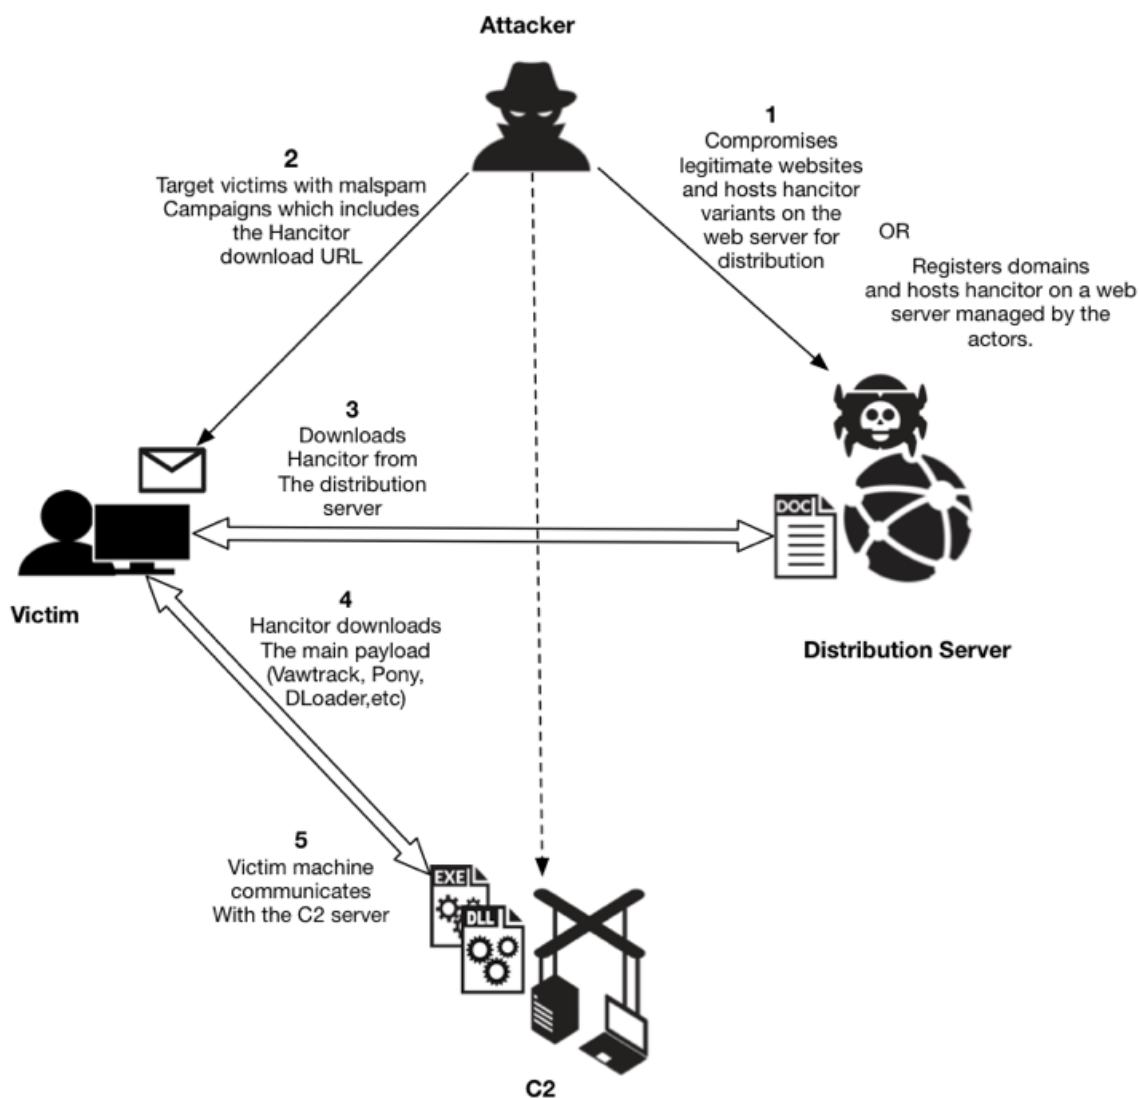 Attacker
1
Compromises
legitimate websites
and hosts hancitor
variants on the
web server for
distribution
OR
Registers domains
and hosts hancitor on a web
server managed by the
actors.
2
Target victims with malspam
Campaigns which includes
the Hancitor
download URL
3
Downloads
Hancitor from
The distribution
server
DOC
Victim
Distribution Server
4
Hancitor downloads
The main payload
(Vawtrack, Pony,
DLoader,etc)
5
Victim machine
communicates
With the C2 server
EXE
DLL
C2